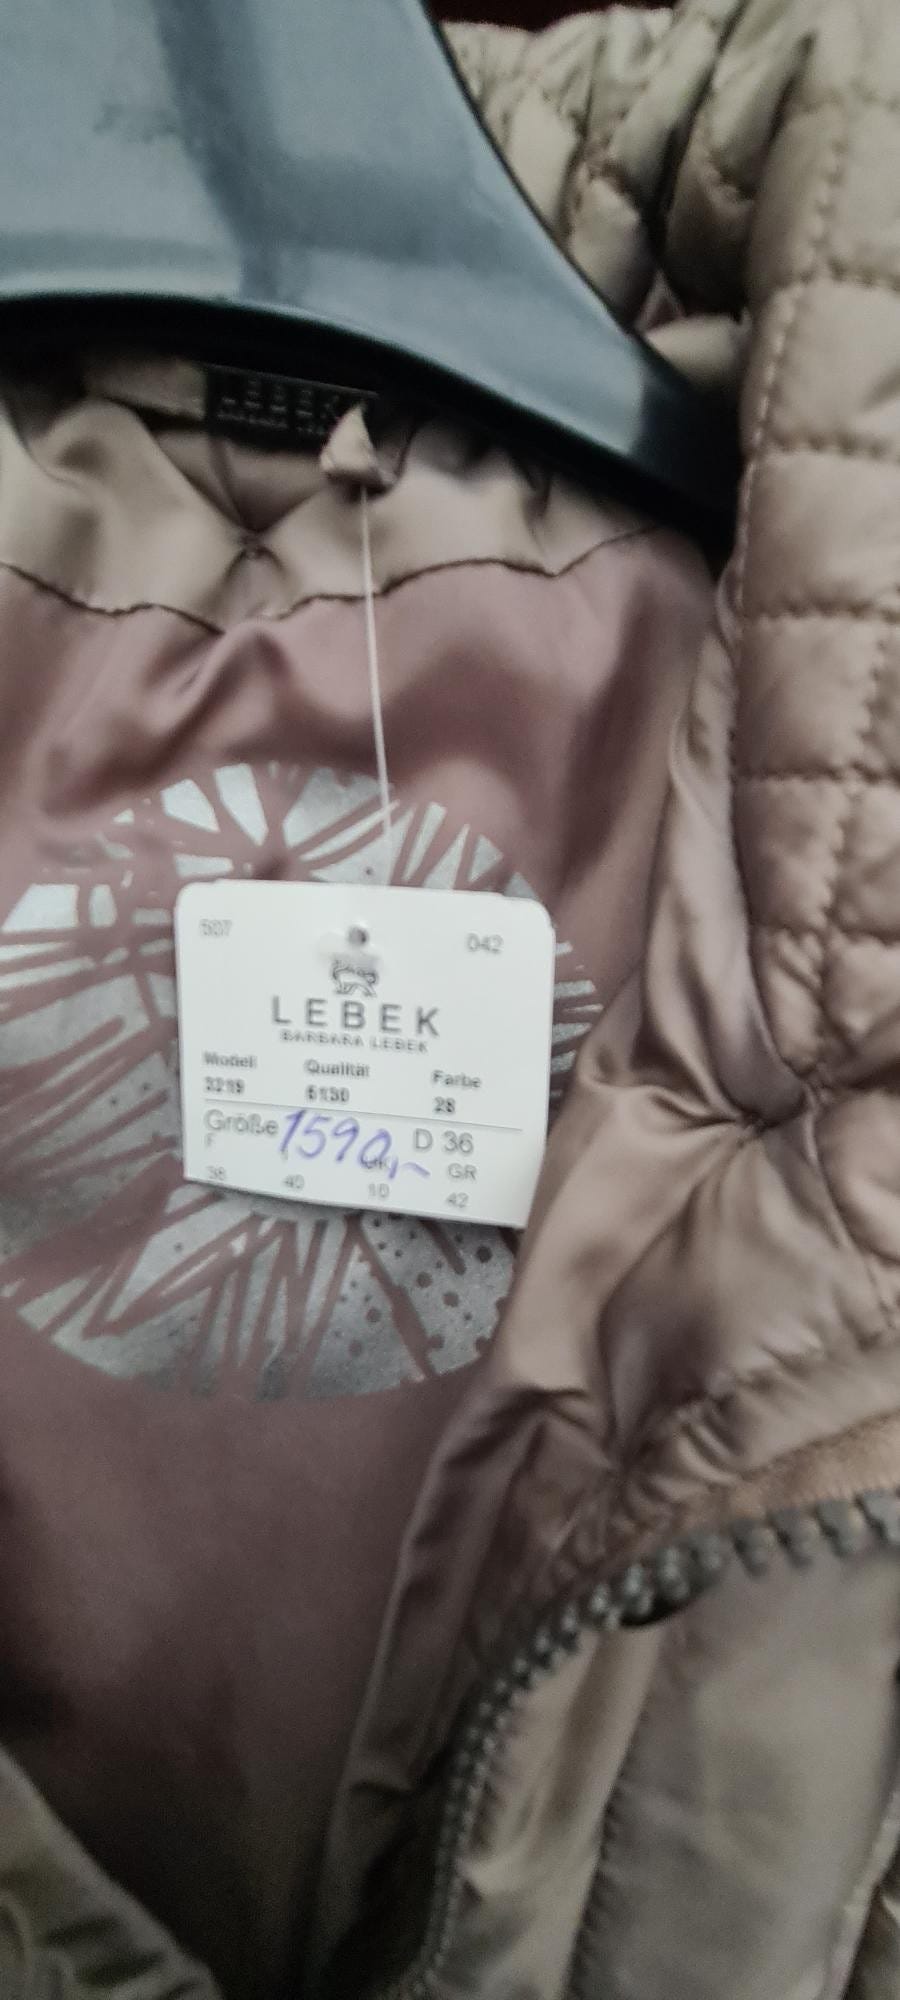 LEBEK
507 042
LEBEK
BARBARA LEBEK
Modell Qualität Farbe
3219 6130 28
Größe 1590,- D 36
F GR
38 40 10 42